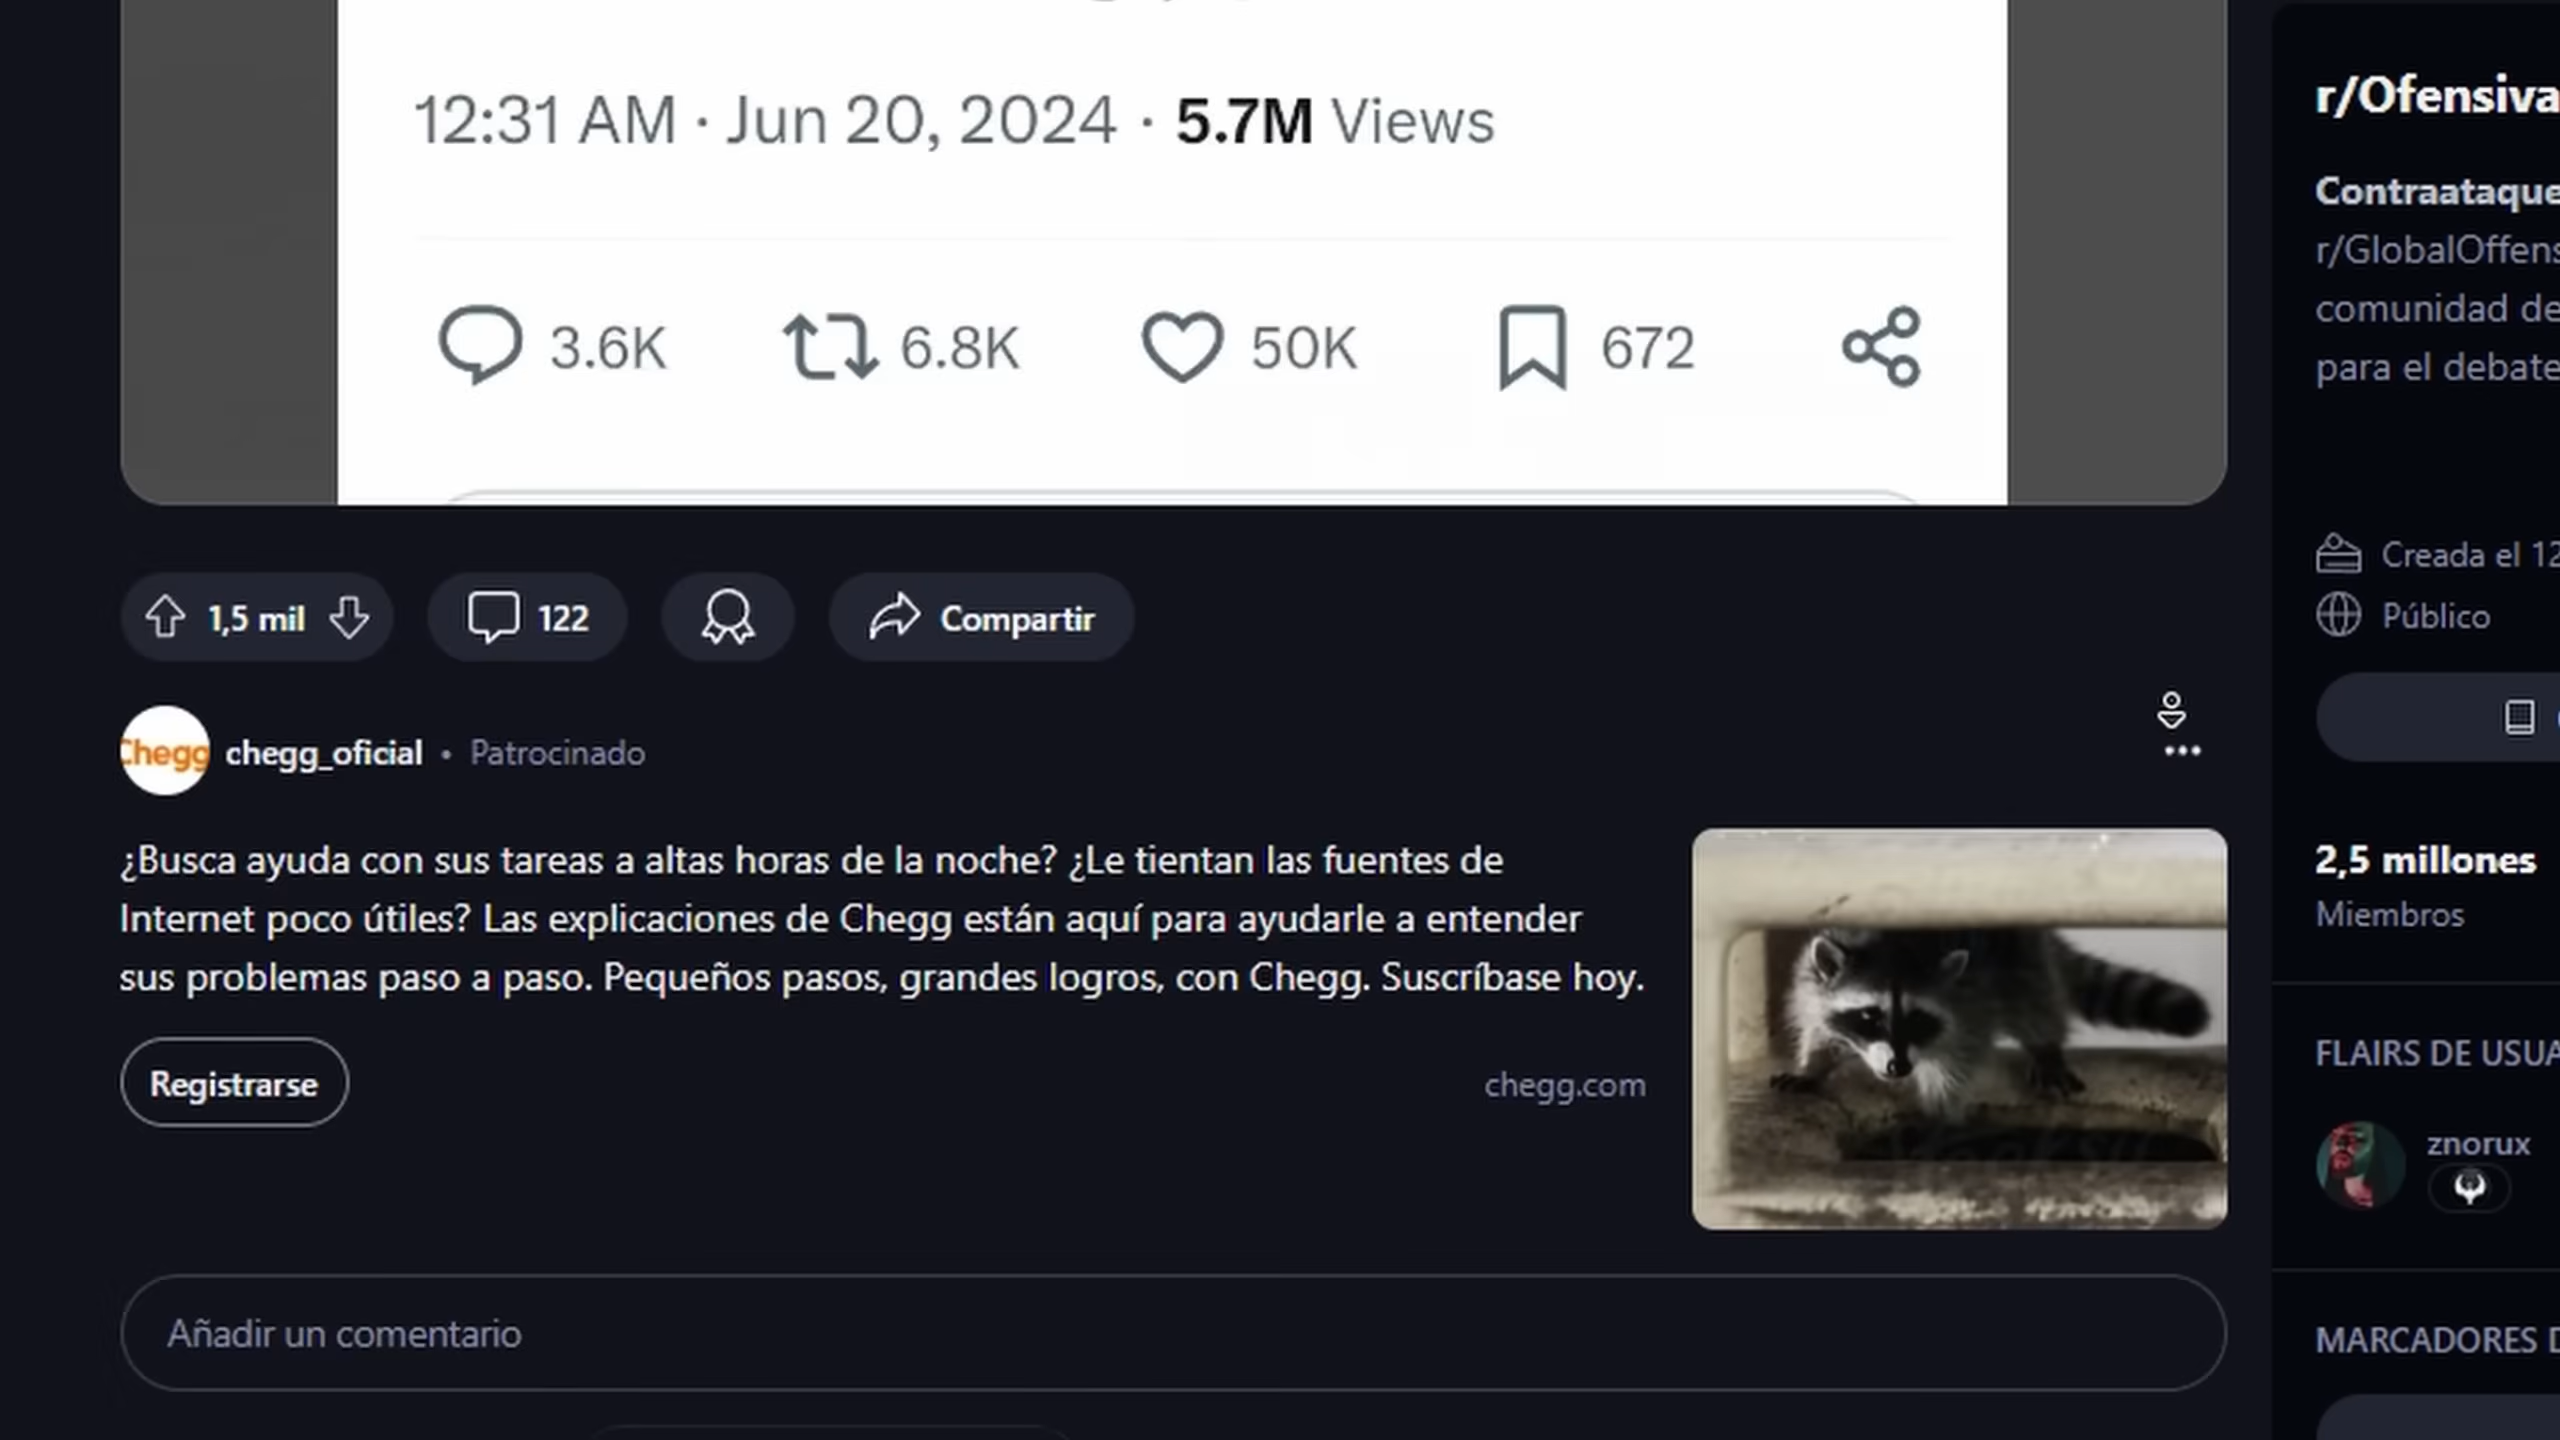 12:31 AM · Jun 20, 2024 · 5.7M Views
3.6K 6.8K 50K 672
1,5 mil 122 Compartir
Chegg
chegg_oficial • Patrocinado
¿Busca ayuda con sus tareas a altas horas de la noche? ¿Le tientan las fuentes de
Internet poco útiles? Las explicaciones de Chegg están aquí para ayudarle a entender
sus problemas paso a paso. Pequeños pasos, grandes logros, con Chegg. Suscríbase hoy.
Registrarse
chegg.com
Añadir un comentario
r/Ofensiva
Contraataque
r/GlobalOffens
comunidad de
para el debate
Creada el 12
Público
2,5 millones
Miembros
FLAIRS DE USUA
znorux
MARCADORES D